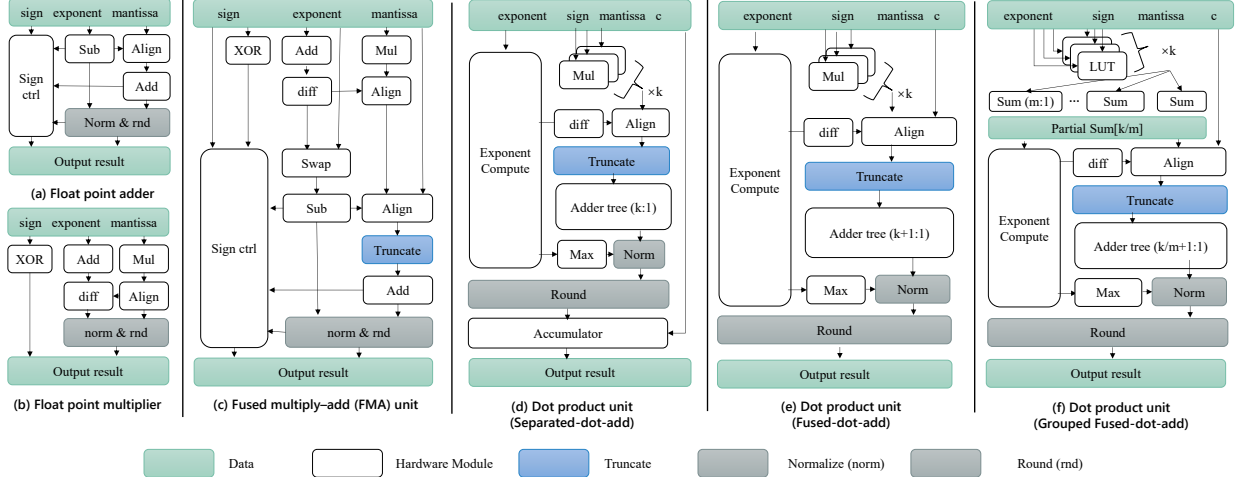 sign exponent mantissa
Sign ctrl
Sub
Align
Add
Norm & rnd
Output result
(a) Float point adder
sign exponent mantissa
XOR
Add
Mul
diff
Align
norm & rnd
Output result
(b) Float point multiplier
sign exponent mantissa
XOR
Add
Mul
diff
Align
Swap
Sign ctrl
Sub
Align
Truncate
Add
norm & rnd
Output result
(c) Fused multiply–add (FMA) unit
exponent sign mantissa c
Mul
×k
Exponent
Compute
diff
Align
Truncate
Adder tree (k:1)
Max
Norm
Round
Accumulator
Output result
(d) Dot product unit
(Separated-dot-add)
exponent sign mantissa c
Mul
×k
Exponent
Compute
diff
Align
Truncate
Adder tree (k+1:1)
Max
Norm
Round
Output result
(e) Dot product unit
(Fused-dot-add)
exponent sign mantissa c
LUT
×k
Sum (m:1) ... Sum Sum
Partial Sum[k/m]
Exponent
Compute
diff
Align
Truncate
Adder tree (k/m+1:1)
Max
Norm
Round
Output result
(f) Dot product unit
(Grouped Fused-dot-add)
Data
Hardware Module
Truncate
Normalize (norm)
Round (rnd)